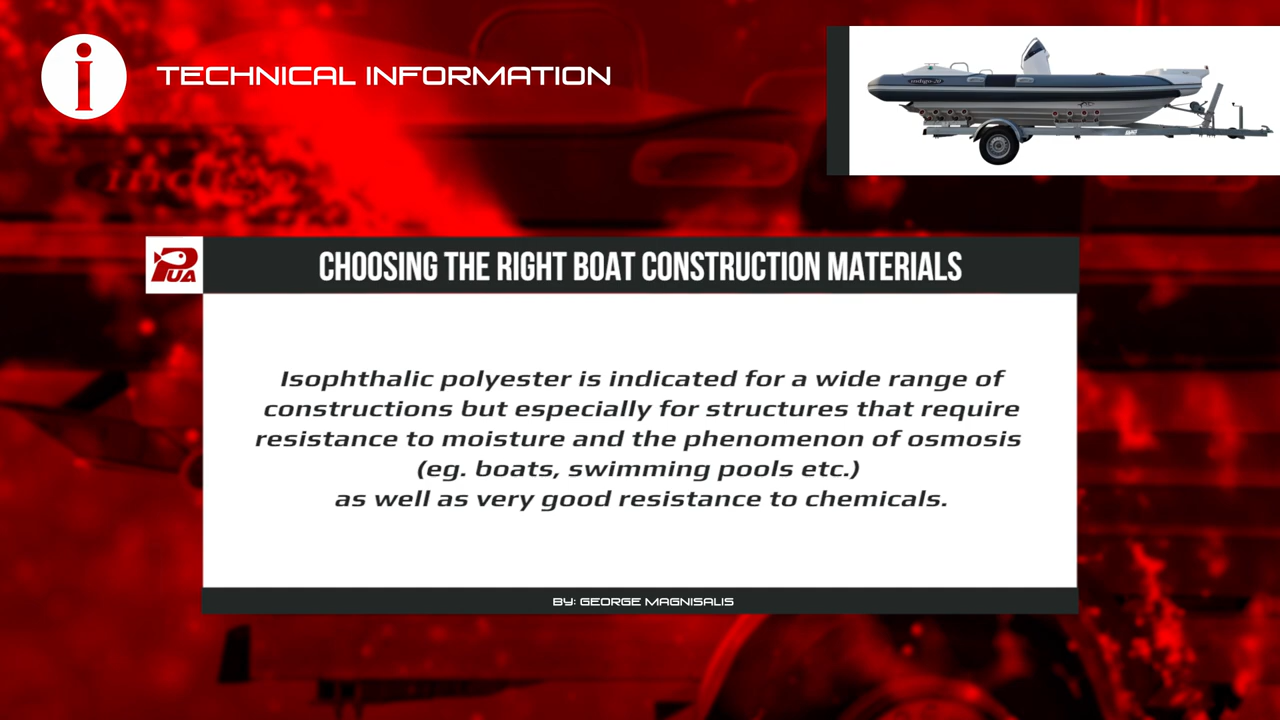 i
TECHNICAL INFORMATION
indigo
PUA
CHOOSING THE RIGHT BOAT CONSTRUCTION MATERIALS
Isophthalic polyester is indicated for a wide range of
constructions but especially for structures that require
resistance to moisture and the phenomenon of osmosis
(eg. boats, swimming pools etc.)
as well as very good resistance to chemicals.
BY: GEORGE MAGNISALIS